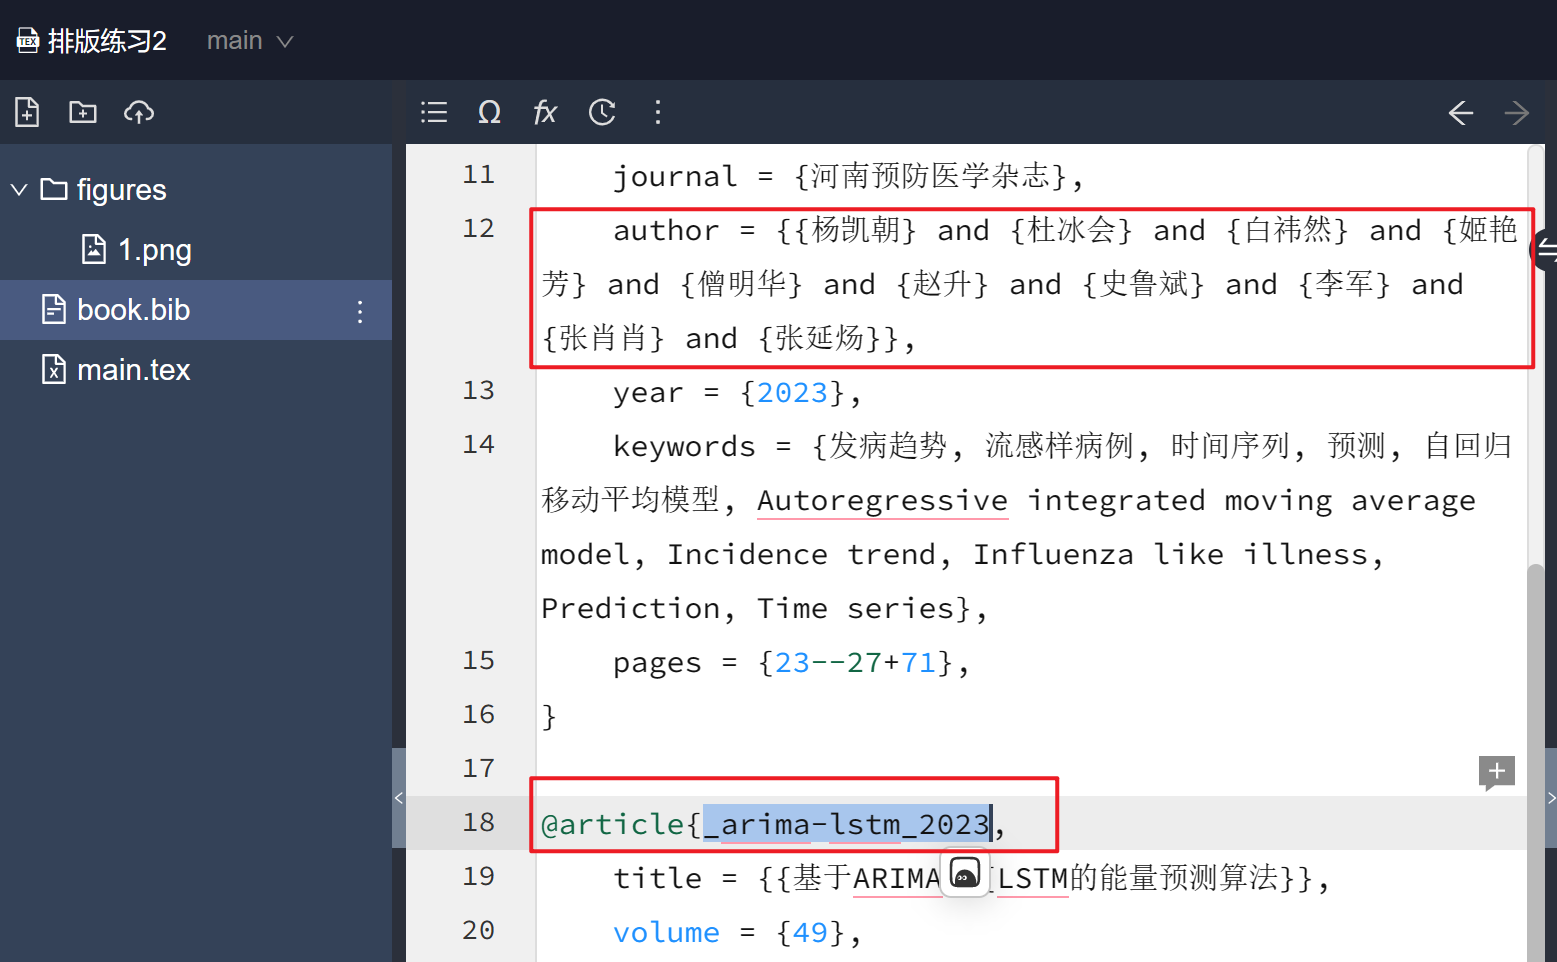 排版练习2 main
figures
1.png
book.bib
main.tex
11 journal = {河南预防医学杂志},
12 author = {{杨凯朝} and {杜冰会} and {白祎然} and {姬艳
芳} and {僧明华} and {赵升} and {史鲁斌} and {李军} and
{张肖肖} and {张延炀}},
13 year = {2023},
14 keywords = {发病趋势, 流感样病例, 时间序列, 预测, 自回归
移动平均模型, Autoregressive integrated moving average
model, Incidence trend, Influenza like illness,
Prediction, Time series},
15 pages = {23--27+71},
16 }
17
18 @article{_arima-lstm_2023,
19 title = {{基于ARIMA LSTM的能量预测算法}},
20 volume = {49},